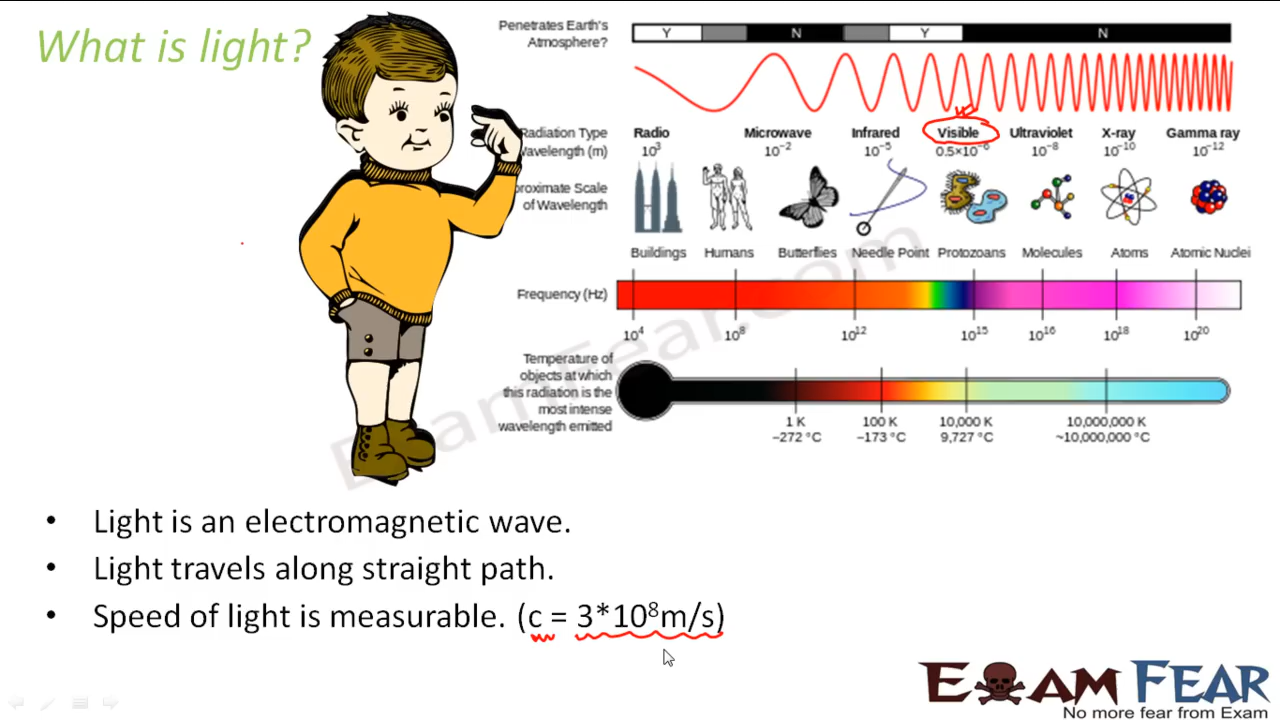 What is light?
Penetrates Earth's
Atmosphere?
Y N Y N
Radiation Type
Wavelength (m)
Radio Microwave Infrared Visible Ultraviolet X-ray Gamma ray
10³ 10⁻² 10⁻⁵ 0.5×10⁻⁶ 10⁻⁸ 10⁻¹⁰ 10⁻¹²
proximate Scale
of Wavelength
Buildings Humans Butterflies Needle Point Protozoans Molecules Atoms Atomic Nuclei
Frequency (Hz)
10⁴ 10⁸ 10¹² 10¹⁵ 10¹⁶ 10¹⁸ 10²⁰
Temperature of
objects at which
this radiation is the
most intense
wavelength emitted
1 K 100 K 10,000 K 10,000,000 K
−272 °C −173 °C 9,727 °C ~10,000,000 °C
ExamFear.com
• Light is an electromagnetic wave.
• Light travels along straight path.
• Speed of light is measurable. (c = 3*10⁸m/s)
EXAM FEAR
No more fear from Exam